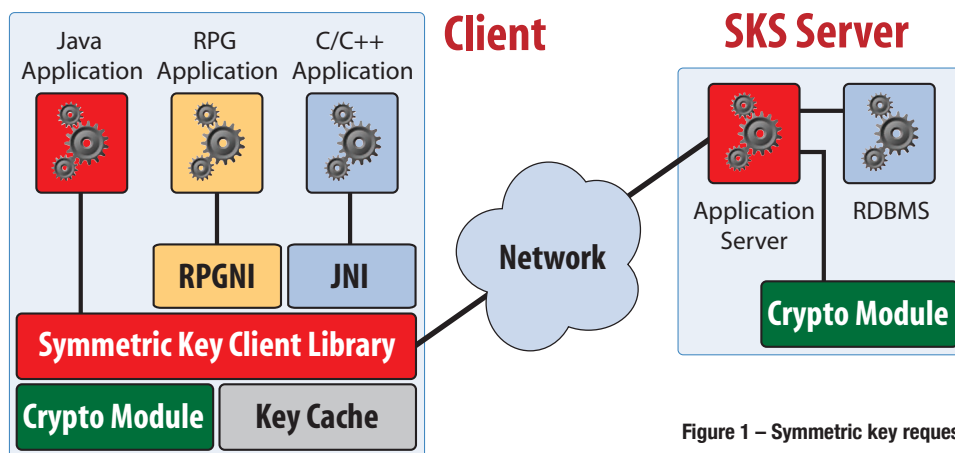 Client
SKS Server
Java
Application
RPG
Application
C/C++
Application
RPGNI
JNI
Symmetric Key Client Library
Crypto Module
Key Cache
Network
Application
Server
RDBMS
Crypto Module
Figure 1 – Symmetric key reques